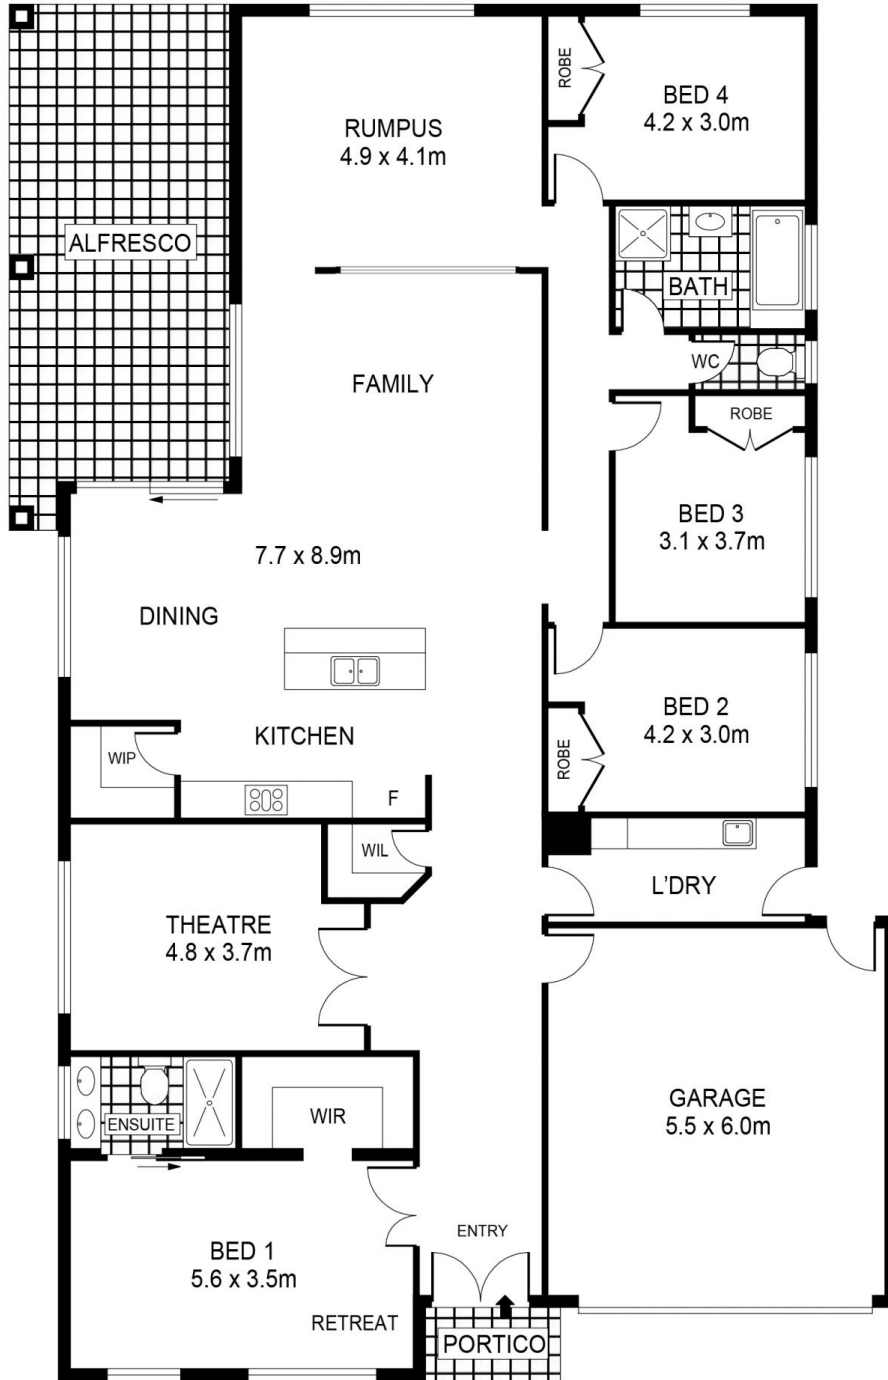 ROBE
BED 4
4.2 x 3.0m
RUMPUS
4.9 x 4.1m
ALFRESCO
BATH
WC
FAMILY
ROBE
BED 3
3.1 x 3.7m
7.7 x 8.9m
DINING
KITCHEN
WIP
F
BED 2
4.2 x 3.0m
ROBE
WIL
L'DRY
THEATRE
4.8 x 3.7m
ENSUITE
WIR
GARAGE
5.5 x 6.0m
ENTRY
BED 1
5.6 x 3.5m
RETREAT
PORTICO